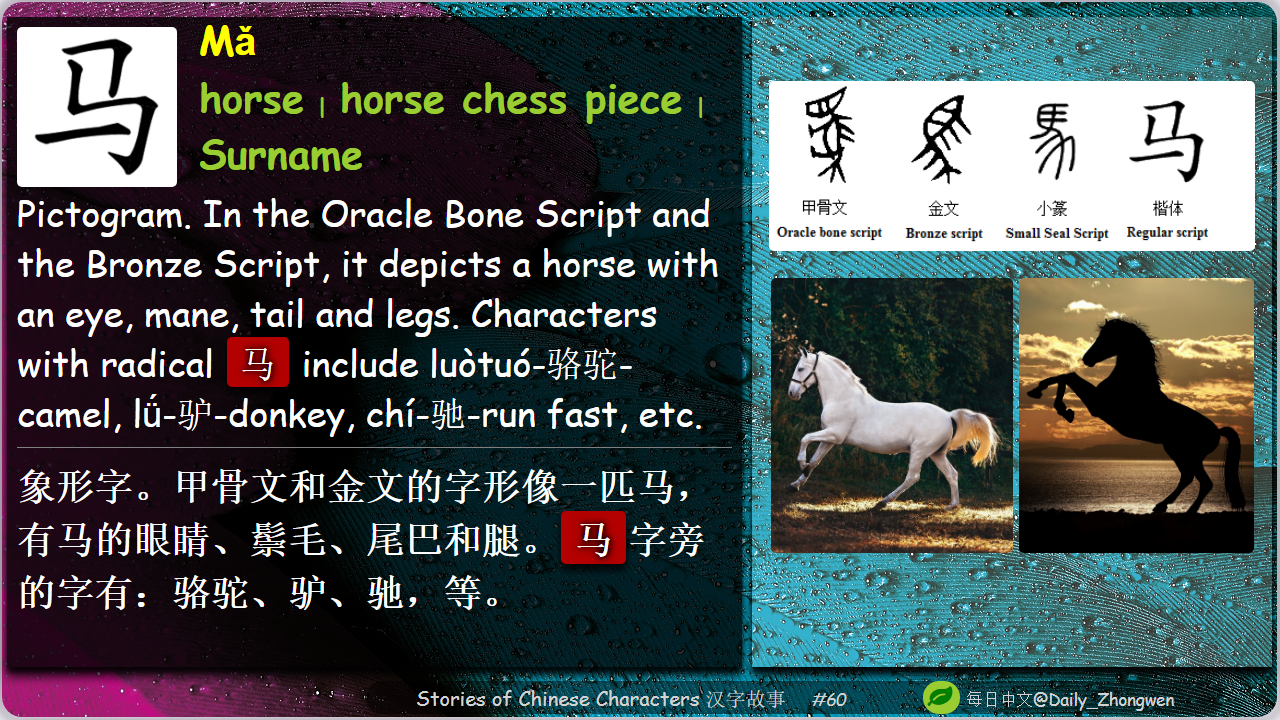 马
Mǎ
horse | horse chess piece |
Surname
Pictogram. In the Oracle Bone Script and
the Bronze Script, it depicts a horse with
an eye, mane, tail and legs. Characters
with radical 马 include luòtuó-骆驼-
camel, lǘ-驴-donkey, chí-驰-run fast, etc.
象形字。甲骨文和金文的字形像一匹马，
有马的眼睛、鬃毛、尾巴和腿。马字旁
的字有：骆驼、驴、驰，等。
馬 马
甲骨文 金文 小篆 楷体
Oracle bone script Bronze script Small Seal Script Regular script
Stories of Chinese Characters 汉字故事 #60
每日中文@Daily_Zhongwen